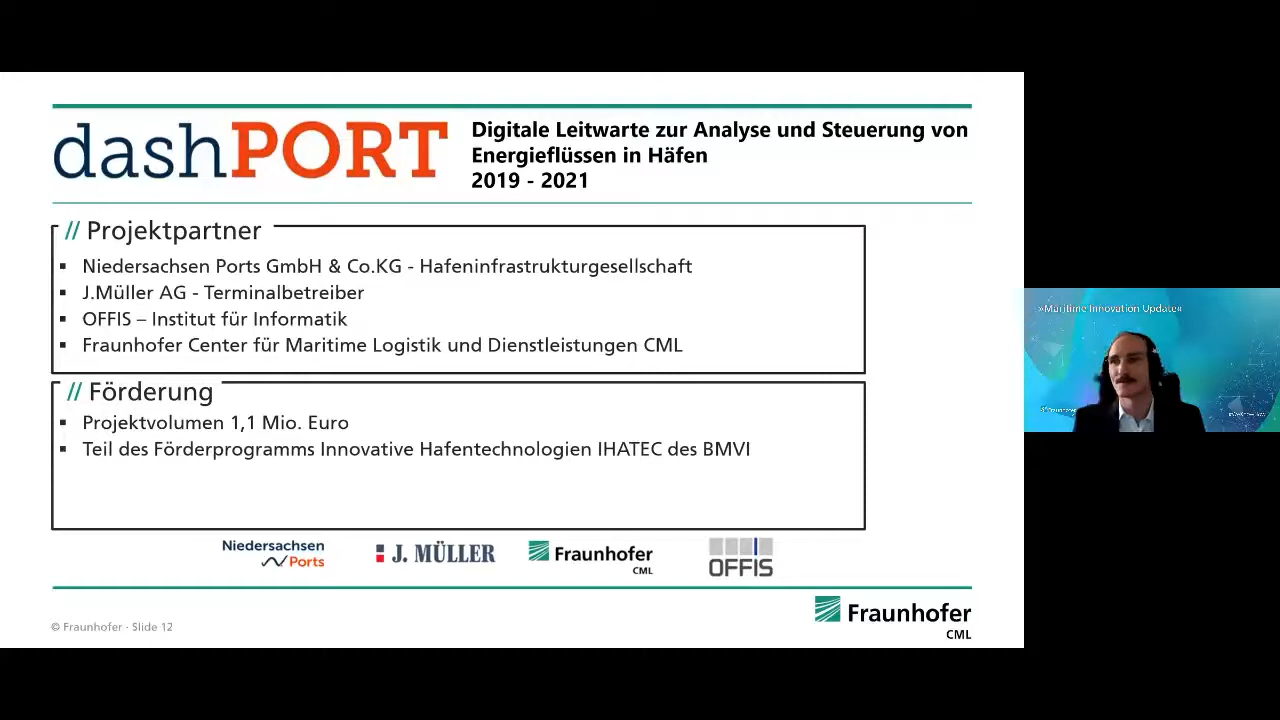 dashPORT
Digitale Leitwarte zur Analyse und Steuerung von
Energieflüssen in Häfen
2019 - 2021
// Projektpartner
▪ Niedersachsen Ports GmbH & Co.KG - Hafeninfrastrukturgesellschaft
▪ J.Müller AG - Terminalbetreiber
▪ OFFIS – Institut für Informatik
▪ Fraunhofer Center für Maritime Logistik und Dienstleistungen CML
// Förderung
▪ Projektvolumen 1,1 Mio. Euro
▪ Teil des Förderprogramms Innovative Hafentechnologien IHATEC des BMVI
Niedersachsen
Ports
J. MÜLLER
Fraunhofer
CML
OFFIS
© Fraunhofer · Slide 12
Fraunhofer
CML
»Maritime Innovation Update«
Fraunhofer